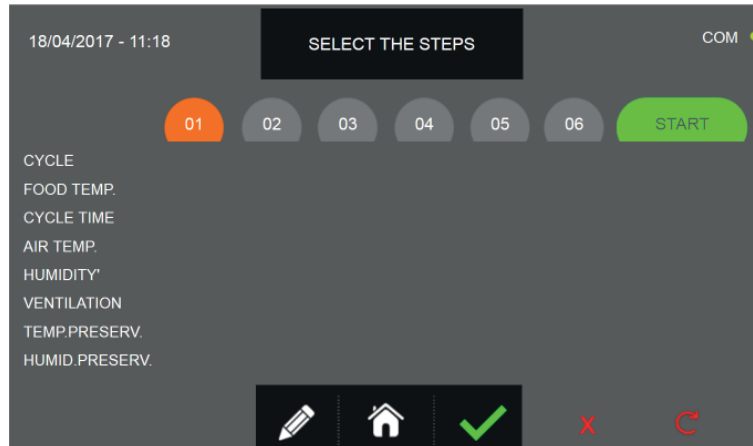 18/04/2017 - 11:18
SELECT THE STEPS
COM
01 02 03 04 05 06 START
CYCLE
FOOD TEMP.
CYCLE TIME
AIR TEMP.
HUMIDITY'
VENTILATION
TEMP.PRESERV.
HUMID.PRESERV.
X